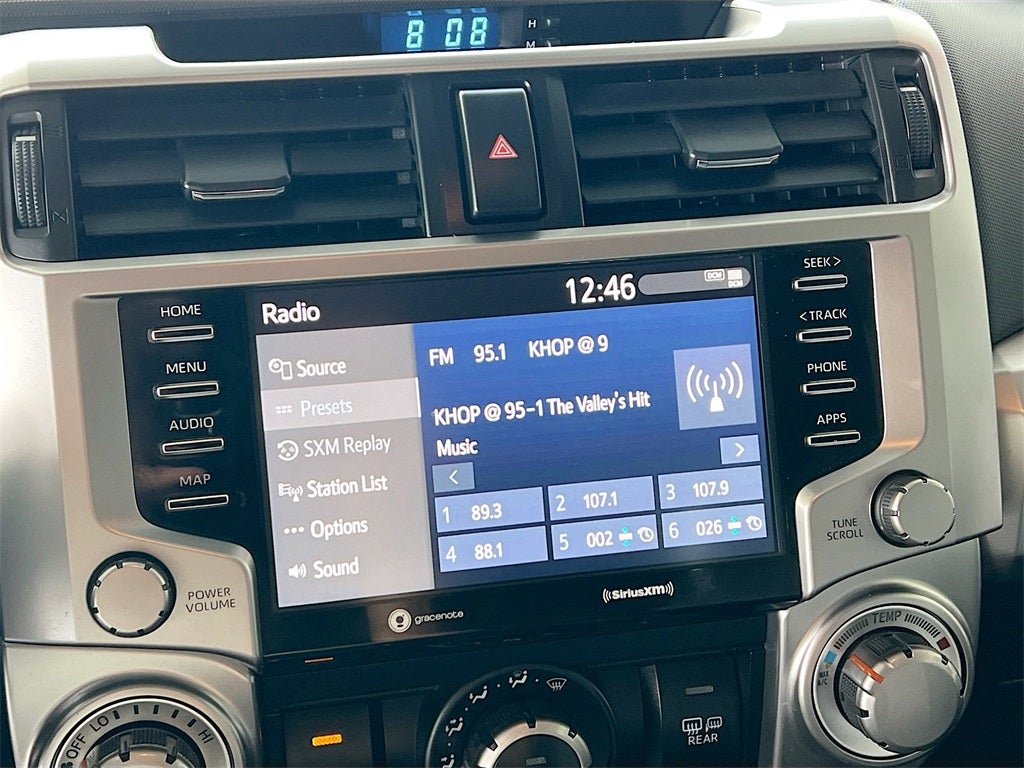 8 08
H
M
HOME
MENU
AUDIO
MAP
POWER
VOLUME
Radio
12:46
DCM
DCM
Source
Presets
SXM Replay
Station List
Options
Sound
FM 95.1 KHOP @ 9
KHOP @ 95-1 The Valley's Hit
Music
<
>
1 89.3
2 107.1
3 107.9
4 88.1
5 002
6 026
gracenote
((SiriusXM))
SEEK >
< TRACK
PHONE
APPS
TUNE
SCROLL
OFF LO HI
REAR
TEMP
MAX
A/C